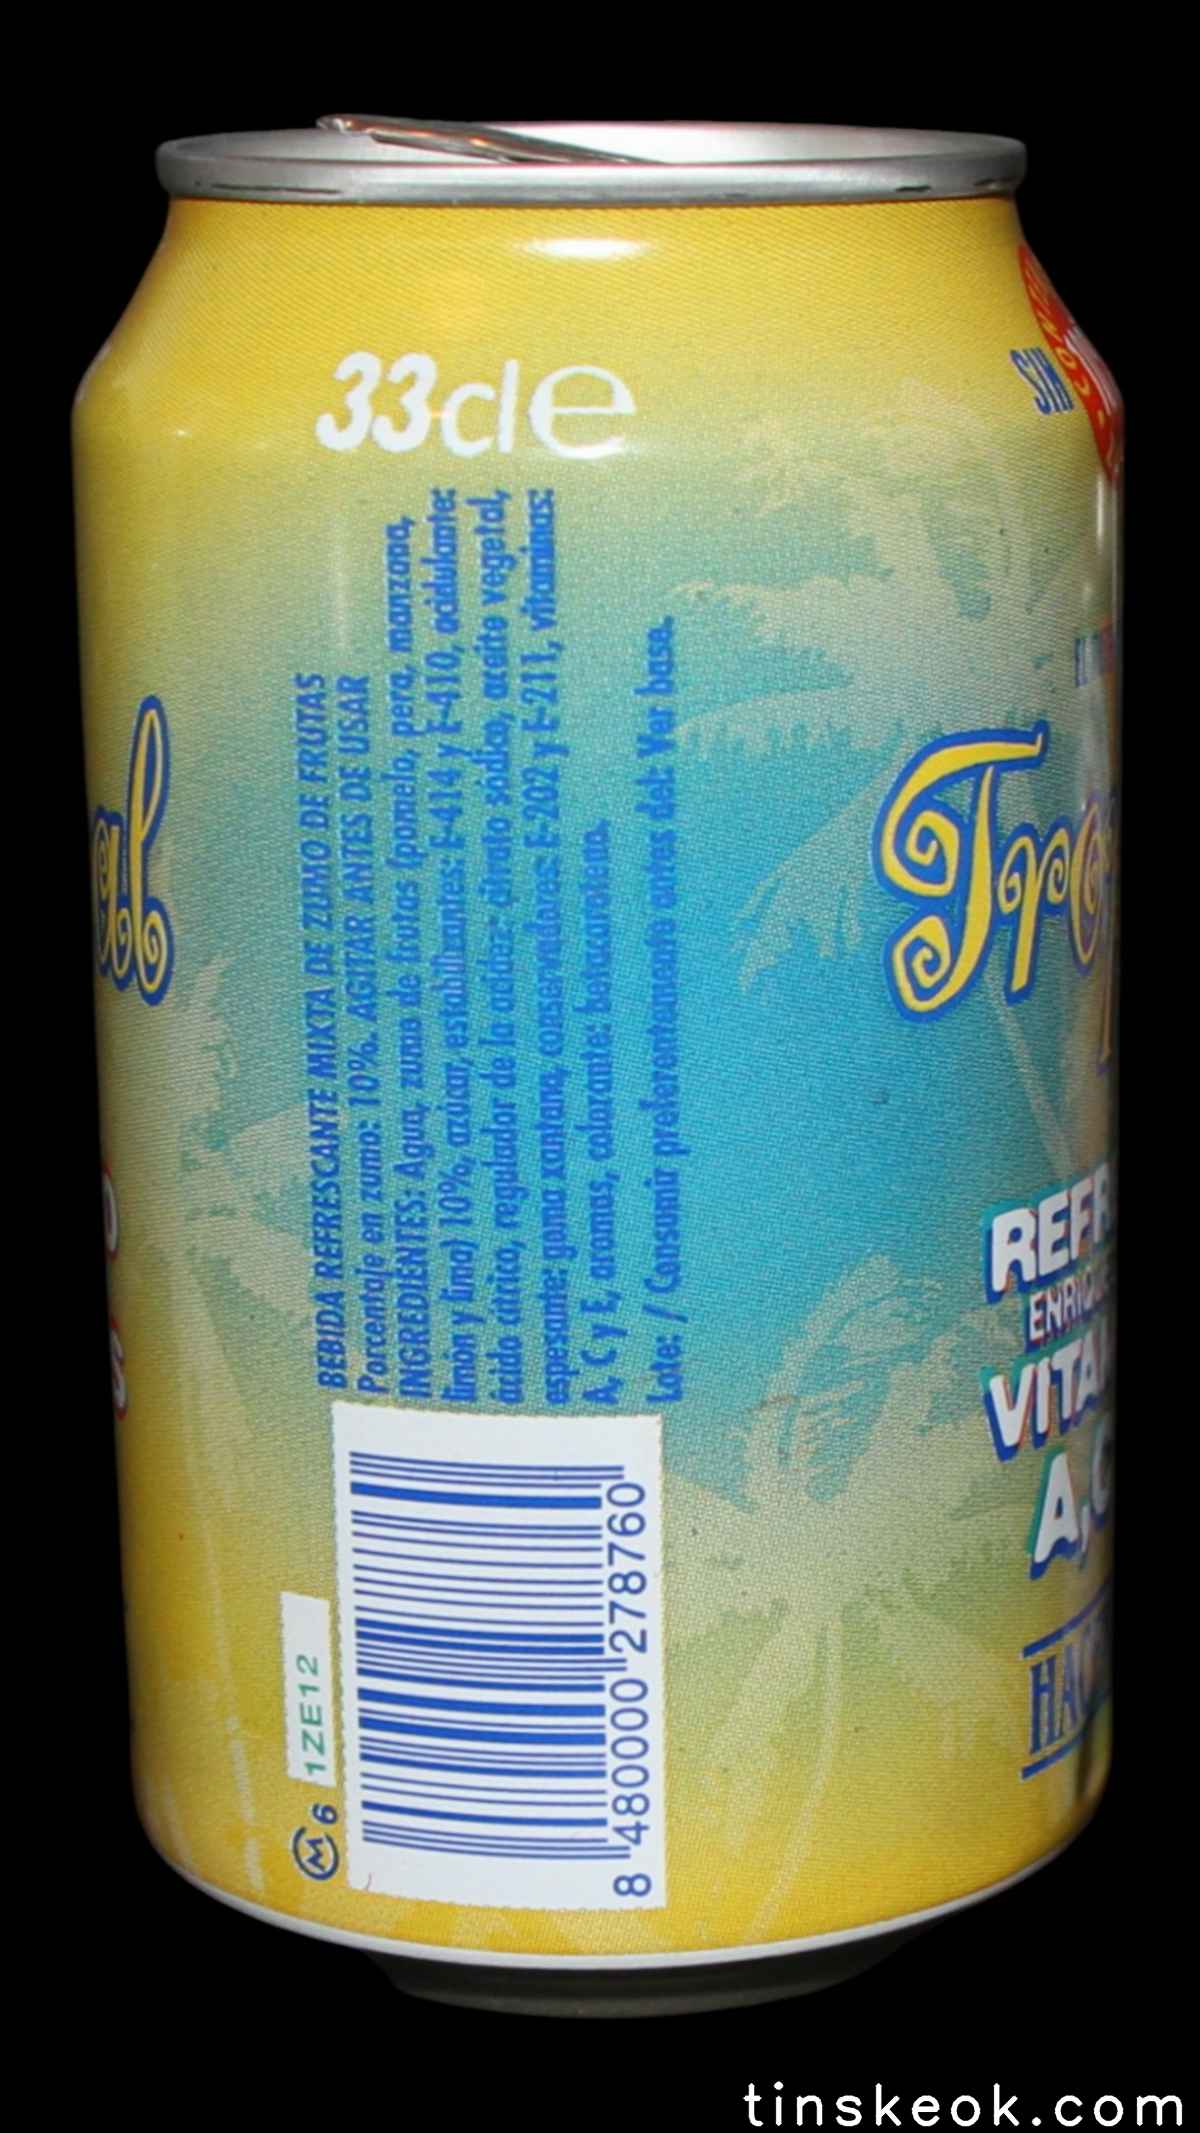 33cl e
BEBIDA REFRESCANTE MIXTA DE ZUMO DE FRUTAS
Porcentaje en zumo: 10%. AGITAR ANTES DE USAR
INGREDIENTES: Agua, zumo de frutas (pomelo, pera, manzana,
limón y lima) 10%, azúcar, estabilizantes: E-414 y E-410, acidulante:
ácido cítrico, regulador de la acidez: citrato sódico, aceite vegetal,
espesante: goma xantana, conservadores: E-202 y E-211, vitaminas:
A, C y E, aromas, colorante: betacaroteno.
Lote: / Consumir preferentemente antes del: Ver base.
8 480000 278760
1ZE12
M 6
SIN
Trop
REFR
ENRIQUE
VITA
A,C
HAC
tinskeok.com